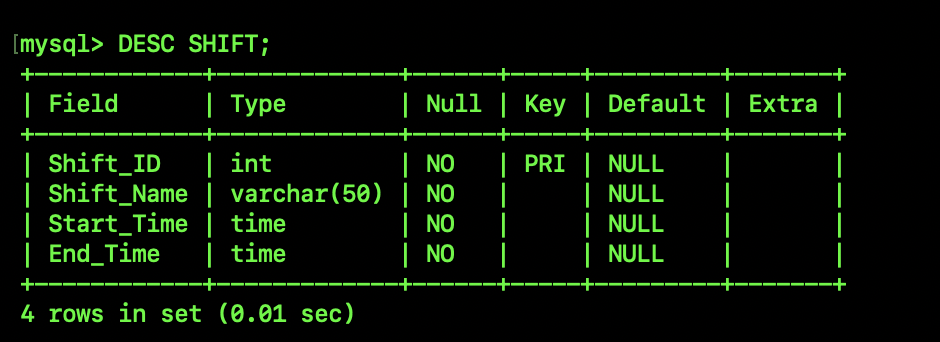 [mysql> DESC SHIFT;
+------------+-------------+------+-----+---------+-------+
| Field      | Type        | Null | Key | Default | Extra |
+------------+-------------+------+-----+---------+-------+
| Shift_ID   | int         | NO   | PRI | NULL    |       |
| Shift_Name | varchar(50) | NO   |     | NULL    |       |
| Start_Time | time        | NO   |     | NULL    |       |
| End_Time   | time        | NO   |     | NULL    |       |
+------------+-------------+------+-----+---------+-------+
4 rows in set (0.01 sec)